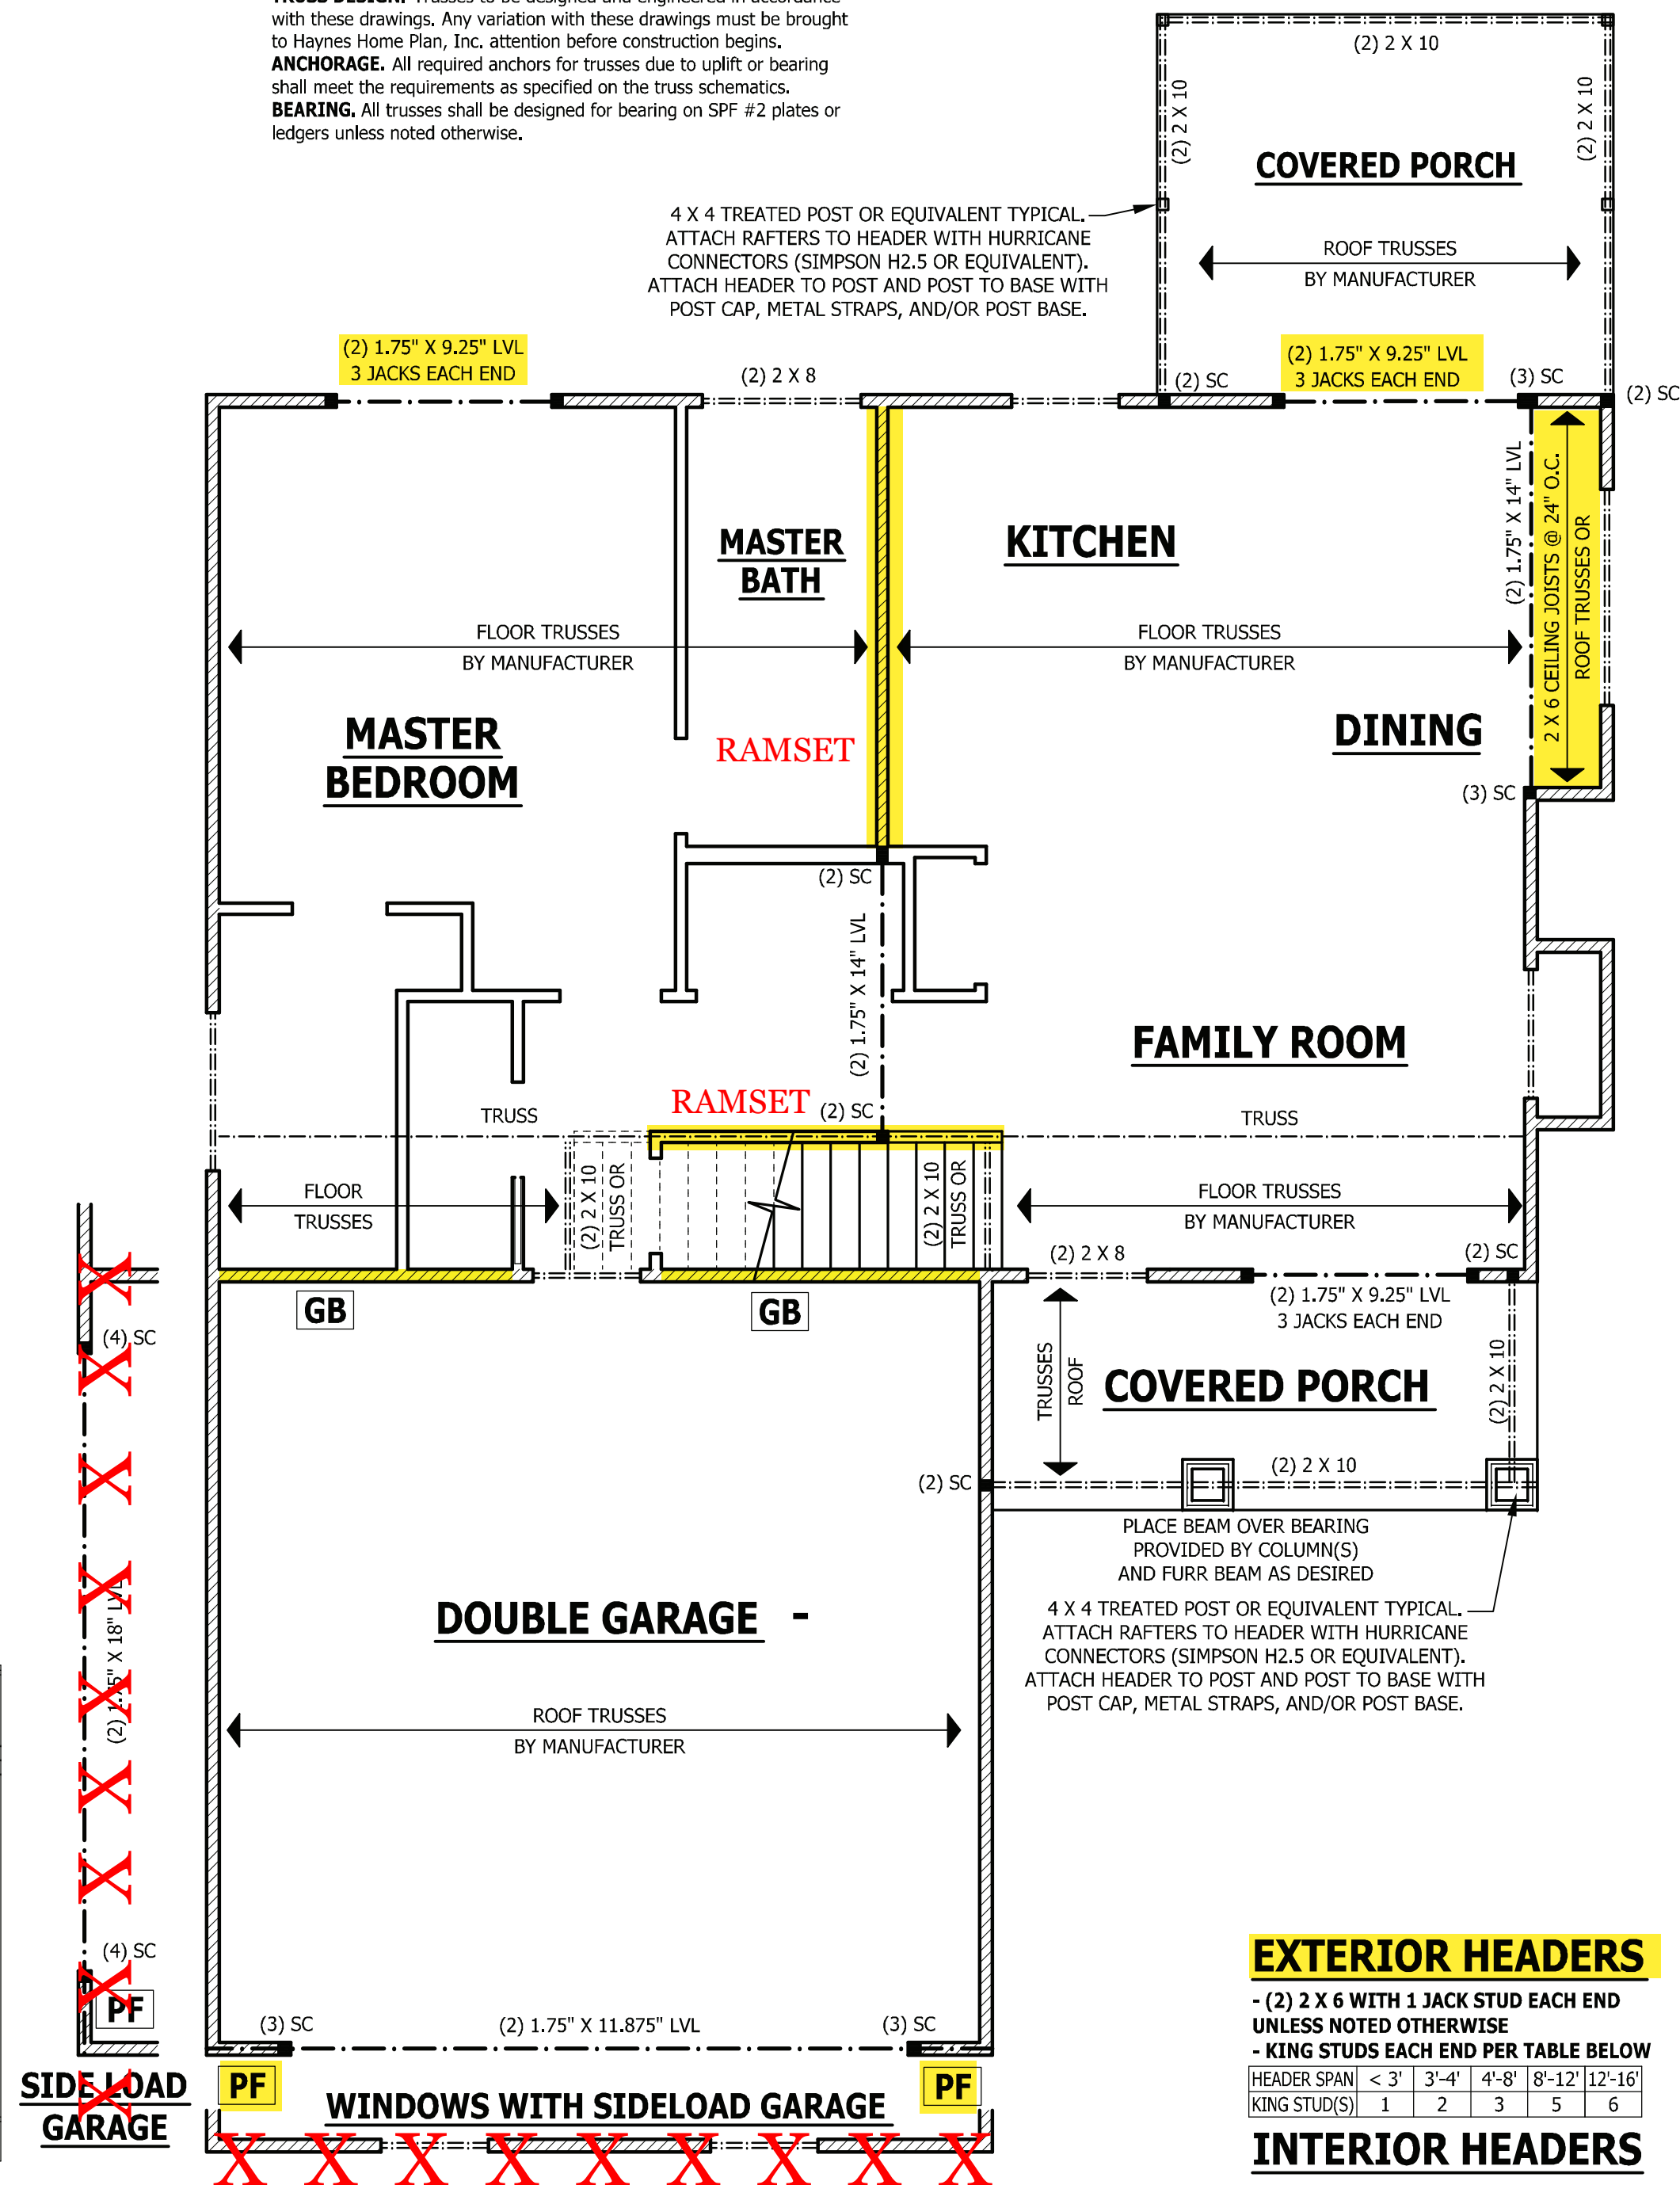 TRUSS DESIGN. Trusses to be designed and engineered in accordance
with these drawings. Any variation with these drawings must be brought
to Haynes Home Plan, Inc. attention before construction begins.
ANCHORAGE. All required anchors for trusses due to uplift or bearing
shall meet the requirements as specified on the truss schematics.
BEARING. All trusses shall be designed for bearing on SPF #2 plates or
ledgers unless noted otherwise.
(2) 2 X 10
(2) 2 X 10
(2) 2 X 10
COVERED PORCH
4 X 4 TREATED POST OR EQUIVALENT TYPICAL.
ATTACH RAFTERS TO HEADER WITH HURRICANE
CONNECTORS (SIMPSON H2.5 OR EQUIVALENT).
ATTACH HEADER TO POST AND POST TO BASE WITH
POST CAP, METAL STRAPS, AND/OR POST BASE.
ROOF TRUSSES
BY MANUFACTURER
(2) 1.75" X 9.25" LVL
3 JACKS EACH END
(2) 2 X 8
(2) SC
(2) 1.75" X 9.25" LVL
3 JACKS EACH END
(3) SC
(2) SC
(2) 1.75" X 14" LVL
2 X 6 CEILING JOISTS @ 24" O.C.
ROOF TRUSSES OR
MASTER
BATH
KITCHEN
FLOOR TRUSSES
BY MANUFACTURER
FLOOR TRUSSES
BY MANUFACTURER
MASTER
BEDROOM
RAMSET
DINING
(3) SC
(2) SC
(2) 1.75" X 14" LVL
FAMILY ROOM
RAMSET
(2) SC
TRUSS
TRUSS
FLOOR
TRUSSES
(2) 2 X 10
TRUSS OR
(2) 2 X 10
TRUSS OR
FLOOR TRUSSES
BY MANUFACTURER
(2) 2 X 8
(2) SC
GB
GB
(2) 1.75" X 9.25" LVL
3 JACKS EACH END
TRUSSES
ROOF
COVERED PORCH
(2) 2 X 10
(2) SC
(2) 2 X 10
PLACE BEAM OVER BEARING
PROVIDED BY COLUMN(S)
AND FURR BEAM AS DESIRED
4 X 4 TREATED POST OR EQUIVALENT TYPICAL.
ATTACH RAFTERS TO HEADER WITH HURRICANE
CONNECTORS (SIMPSON H2.5 OR EQUIVALENT).
ATTACH HEADER TO POST AND POST TO BASE WITH
POST CAP, METAL STRAPS, AND/OR POST BASE.
X
(4) SC
X
X
X
(2) 1.75" X 18" LVL
X
X
X
(4) SC
X
PF
X
SIDE LOAD
GARAGE
DOUBLE GARAGE -
ROOF TRUSSES
BY MANUFACTURER
(3) SC
(2) 1.75" X 11.875" LVL
(3) SC
PF
PF
WINDOWS WITH SIDELOAD GARAGE
X X X X X X X X X
EXTERIOR HEADERS
- (2) 2 X 6 WITH 1 JACK STUD EACH END
UNLESS NOTED OTHERWISE
- KING STUDS EACH END PER TABLE BELOW
HEADER SPAN < 3' 3'-4' 4'-8' 8'-12' 12'-16'
KING STUD(S) 1 2 3 5 6
INTERIOR HEADERS